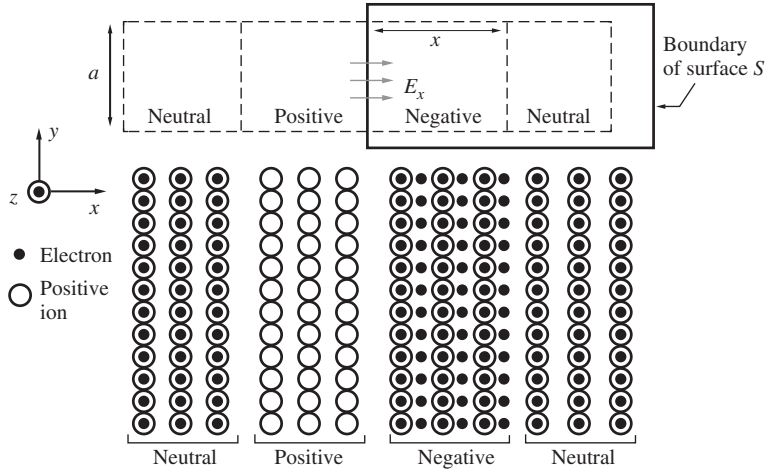 x
Boundary
of surface S
a
E_x
Neutral
Positive
Negative
Neutral
y
z
x
Electron
Positive
ion
Neutral
Positive
Negative
Neutral